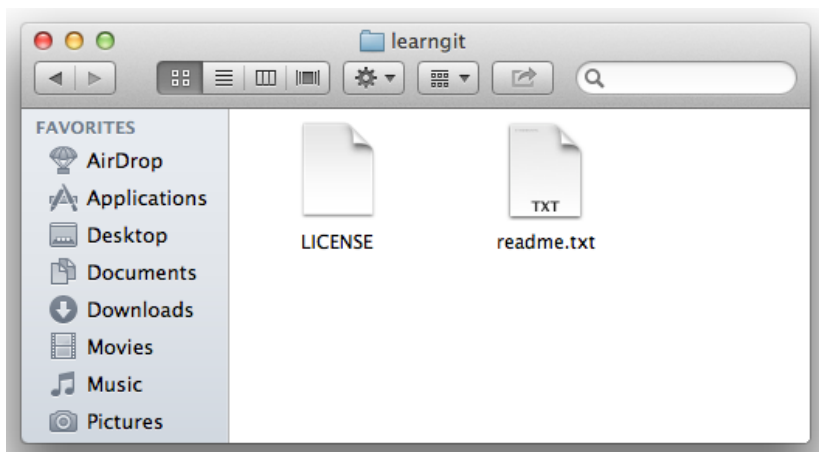 learngit
FAVORITES
AirDrop
Applications
Desktop
Documents
Downloads
Movies
Music
Pictures
TXT
LICENSE
readme.txt